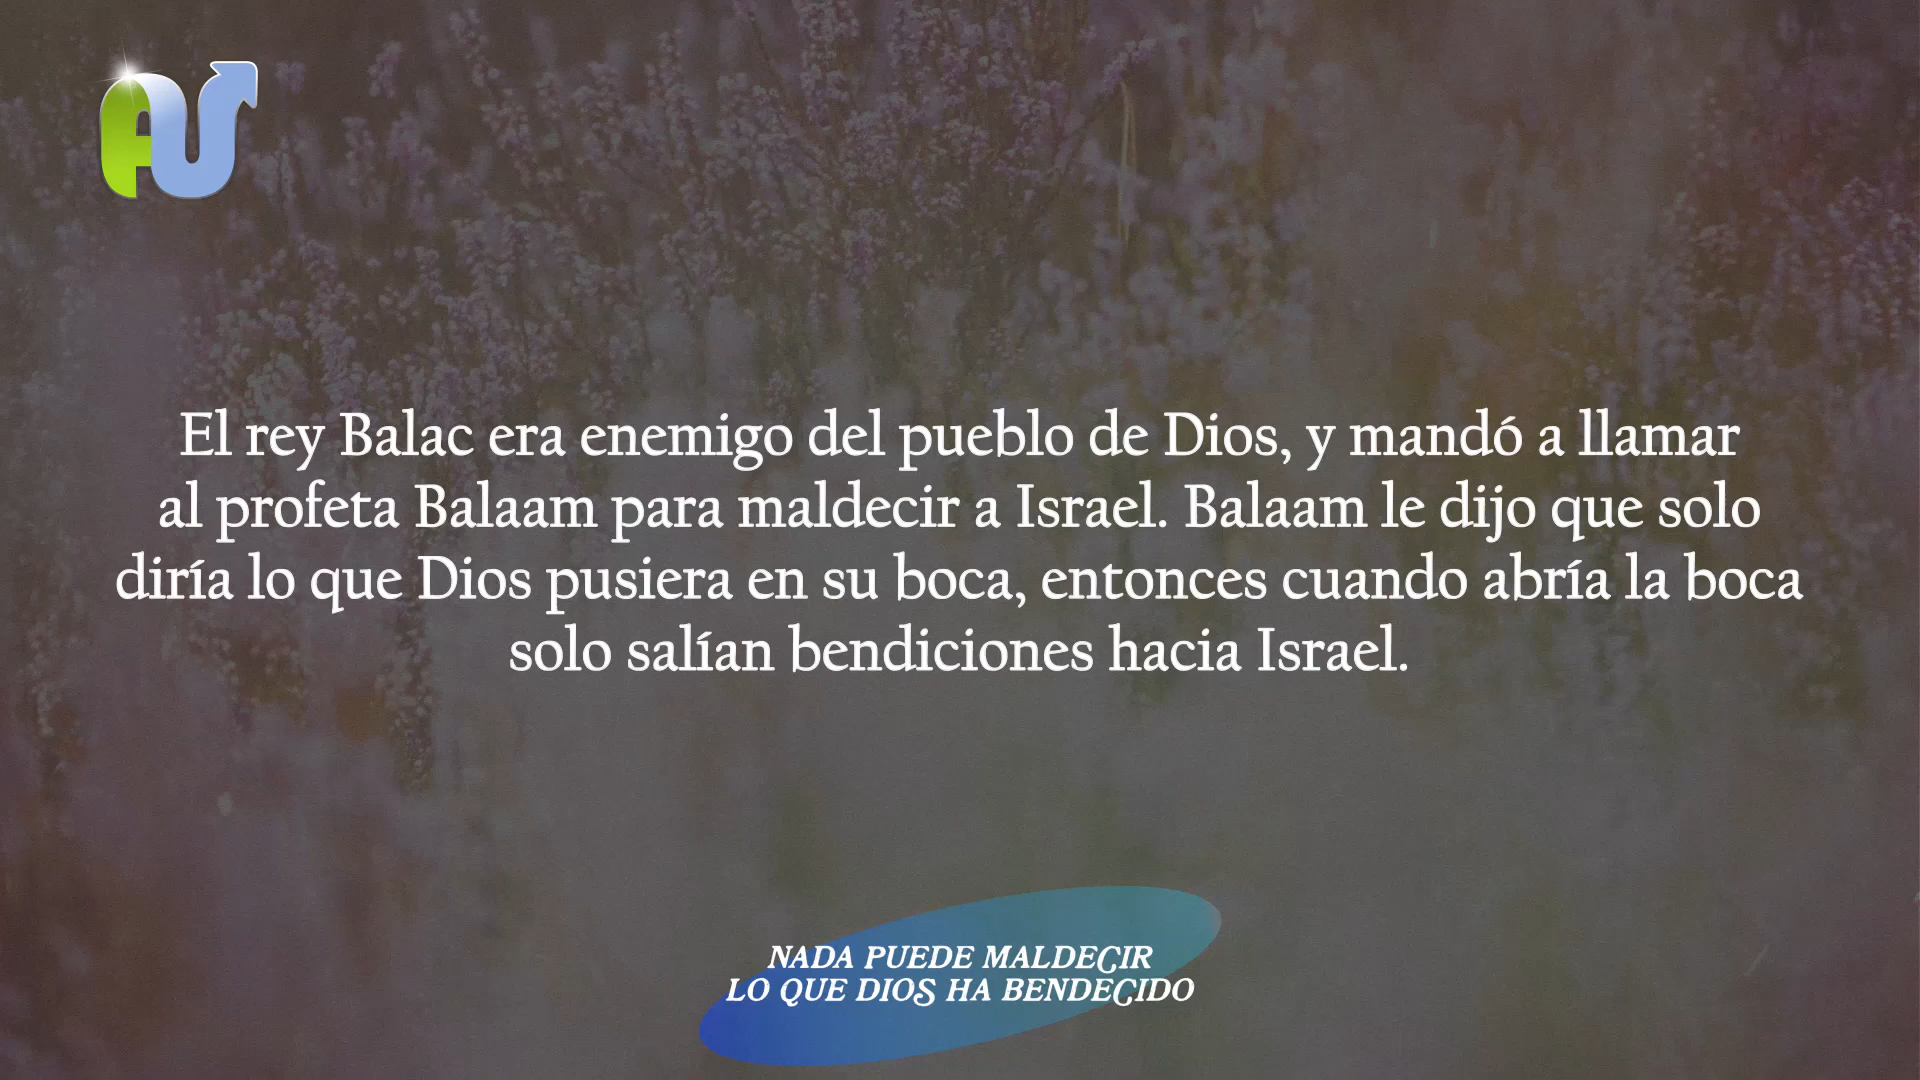 El rey Balac era enemigo del pueblo de Dios, y mandó a llamar
al profeta Balaam para maldecir a Israel. Balaam le dijo que solo
diría lo que Dios pusiera en su boca, entonces cuando abría la boca
solo salían bendiciones hacia Israel.
NADA PUEDE MALDECIR
LO QUE DIOS HA BENDECIDO